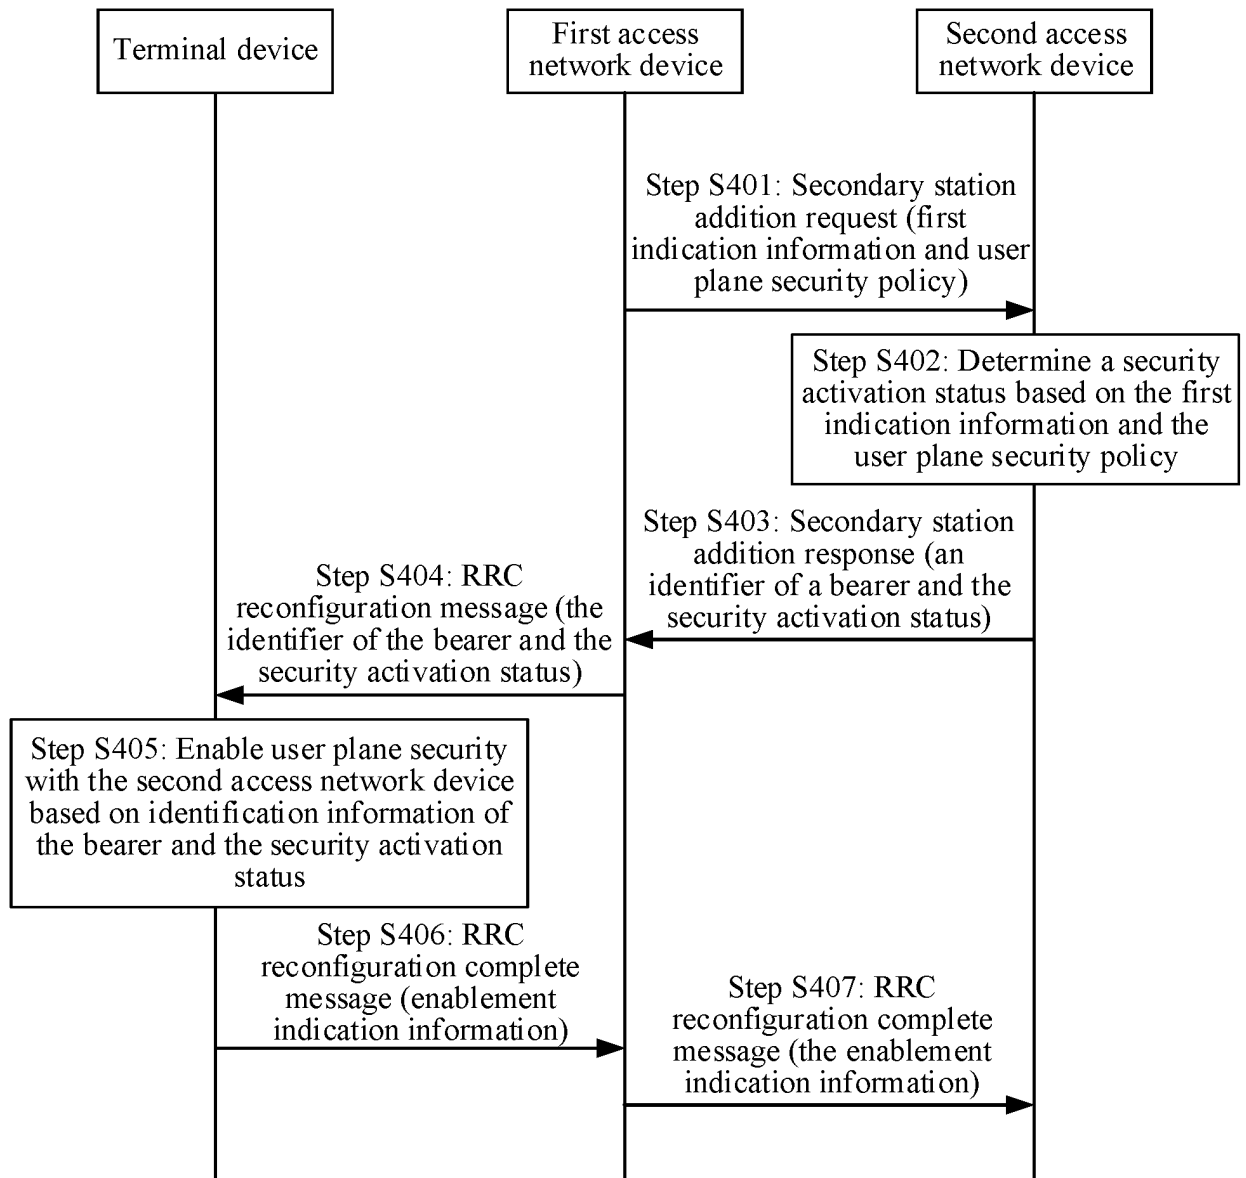 Terminal device
First access
network device
Second access
network device
Step S401: Secondary station
addition request (first
indication information and user
plane security policy)
Step S402: Determine a security
activation status based on the first
indication information and the
user plane security policy
Step S403: Secondary station
addition response (an
identifier of a bearer and the
security activation status)
Step S404: RRC
reconfiguration message (the
identifier of the bearer and the
security activation status)
Step S405: Enable user plane security
with the second access network device
based on identification information of
the bearer and the security activation
status
Step S406: RRC
reconfiguration complete
message (enablement
indication information)
Step S407: RRC
reconfiguration complete
message (the enablement
indication information)